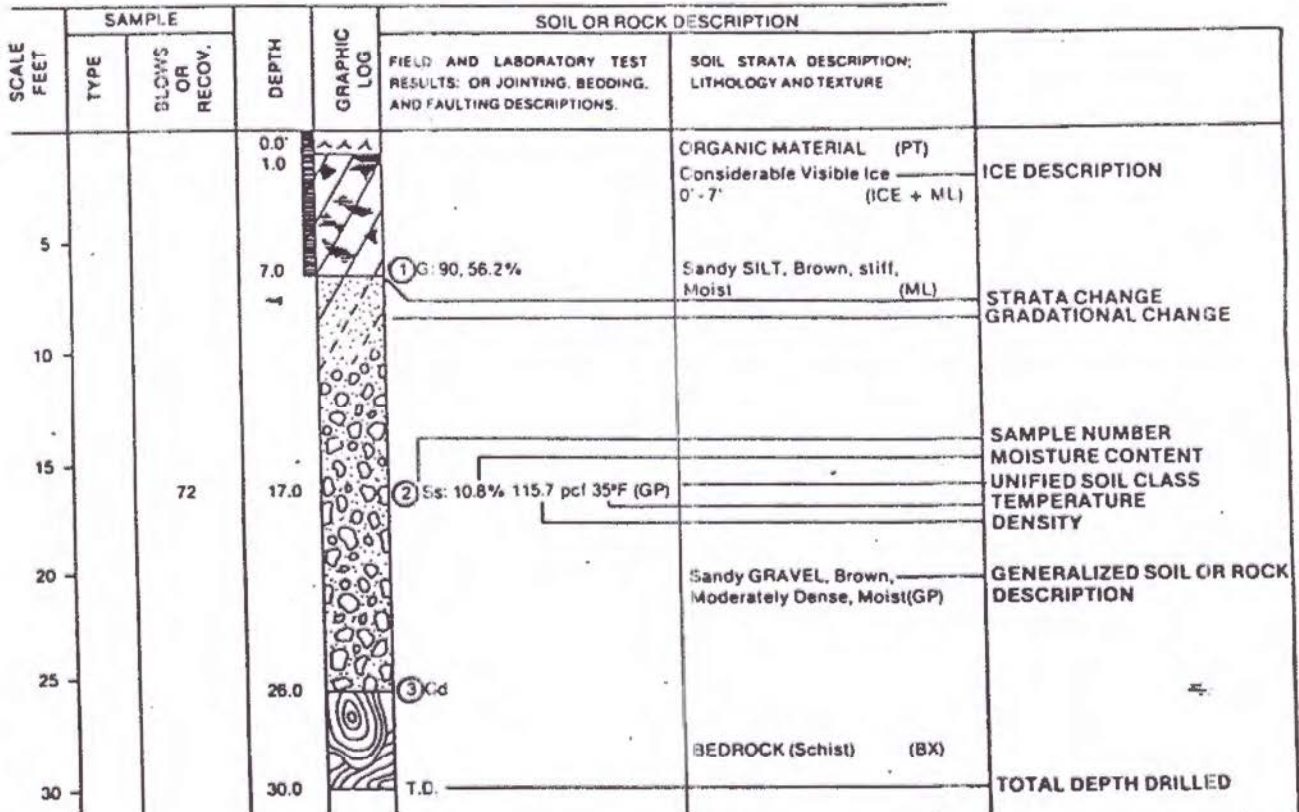 SAMPLE
SOIL OR ROCK DESCRIPTION
SCALE
FEET
TYPE
BLOWS
OR
RECOV.
DEPTH
GRAPHIC
LOG
FIELD AND LABORATORY TEST
RESULTS: OR JOINTING, BEDDING,
AND FAULTING DESCRIPTIONS.
SOIL STRATA DESCRIPTION;
LITHOLOGY AND TEXTURE
0.0'
1.0
ORGANIC MATERIAL (PT)
Considerable Visible Ice
0'-7' (ICE + ML)
ICE DESCRIPTION
5
7.0
1 G: 90, 56.2%
Sandy SILT, Brown, stiff,
Moist (ML)
STRATA CHANGE
GRADATIONAL CHANGE
10
SAMPLE NUMBER
MOISTURE CONTENT
15
72
17.0
2 Ss: 10.8% 115.7 pcf 35°F (GP)
UNIFIED SOIL CLASS
TEMPERATURE
DENSITY
20
Sandy GRAVEL, Brown,
Moderately Dense, Moist(GP)
GENERALIZED SOIL OR ROCK
DESCRIPTION
25
26.0
3 Cd
BEDROCK (Schist) (BX)
30
30.0
T.D.
TOTAL DEPTH DRILLED